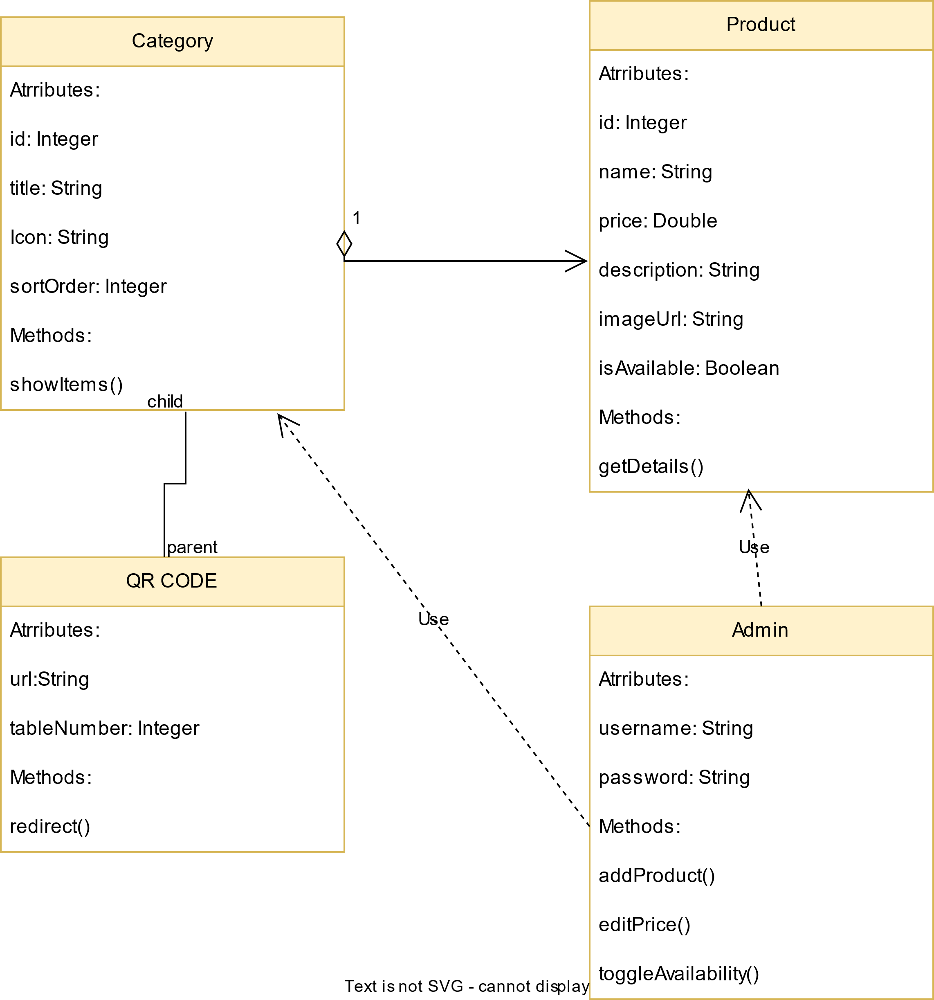 Category
Atrributes:
id: Integer
title: String
Icon: String
sortOrder: Integer
Methods:
showItems()
child
1
Product
Atrributes:
id: Integer
name: String
price: Double
description: String
imageUrl: String
isAvailable: Boolean
Methods:
getDetails()
parent
QR CODE
Atrributes:
url:String
tableNumber: Integer
Methods:
redirect()
Use
Use
Admin
Atrributes:
username: String
password: String
Methods:
addProduct()
editPrice()
toggleAvailability()
Text is not SVG - cannot display